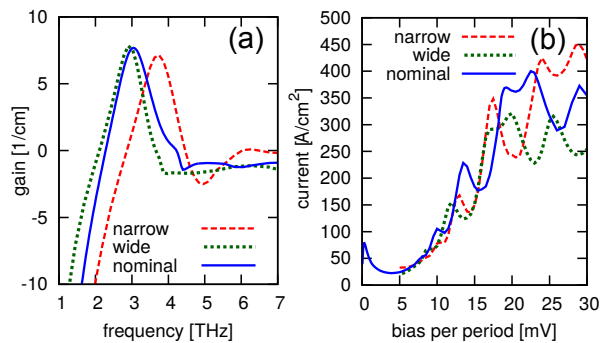 (a)
gain [1/cm]
10
5
0
-5
-10
narrow
wide
nominal
1 2 3 4 5 6 7
frequency [THz]
(b)
current [A/cm²]
500
450
400
350
300
250
200
150
100
50
0
narrow
wide
nominal
0 5 10 15 20 25 30
bias per period [mV]